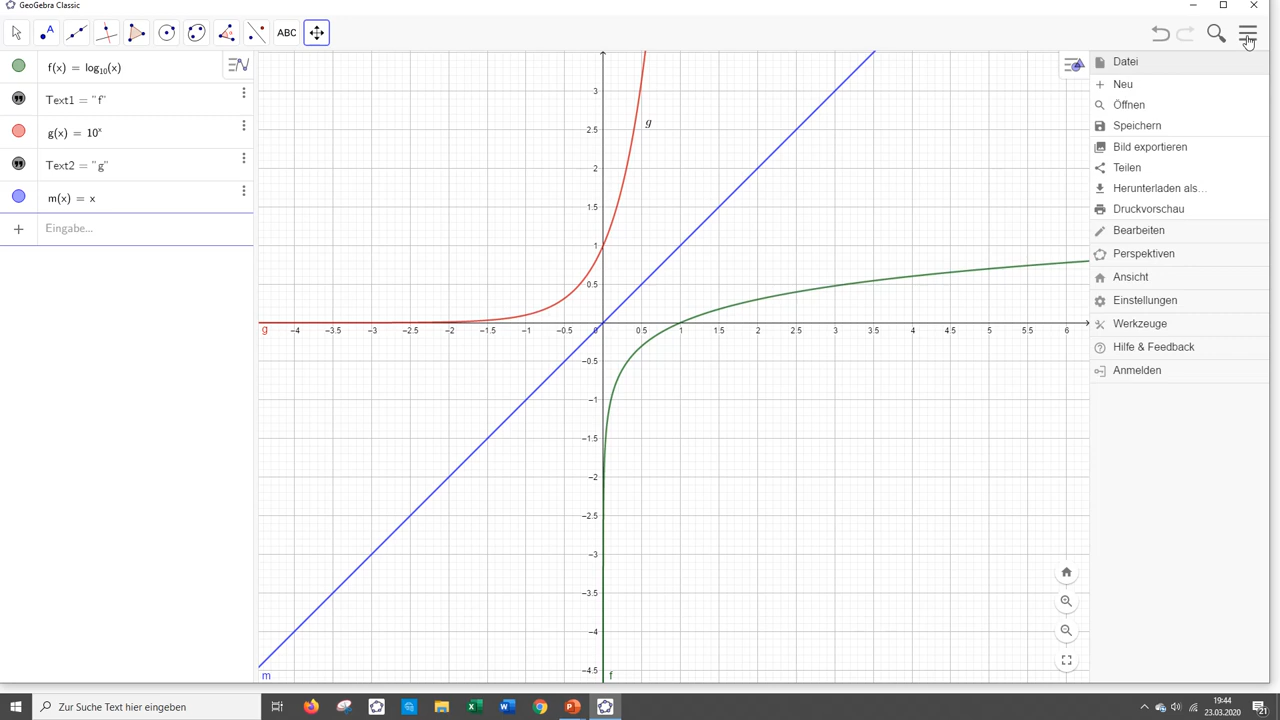 GeoGebra Classic
ABC
f(x) = log10(x)
Text1 = "f"
g(x) = 10^x
Text2 = "g"
m(x) = x
Eingabe...
g
g
m
f
3
2.5
2
1.5
1
0.5
0
−0.5
−1
−1.5
−2
−2.5
−3
−3.5
−4
−4.5
−4 −3.5 −3 −2.5 −2 −1.5 −1 −0.5 0.5 1 1.5 2 2.5 3 3.5 4 4.5 5 5.5 6
Datei
Neu
Öffnen
Speichern
Bild exportieren
Teilen
Herunterladen als...
Druckvorschau
Bearbeiten
Perspektiven
Ansicht
Einstellungen
Werkzeuge
Hilfe & Feedback
Anmelden
Zur Suche Text hier eingeben
19:44
23.03.2020